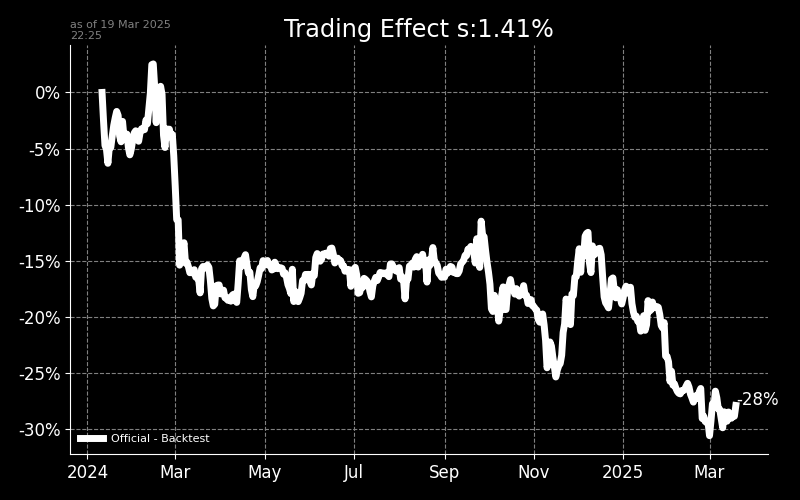 as of 19 Mar 2025
22:25
Trading Effect s:1.41%
0%
-5%
-10%
-15%
-20%
-25%
-30%
-28%
Official - Backtest
2024 Mar May Jul Sep Nov 2025 Mar